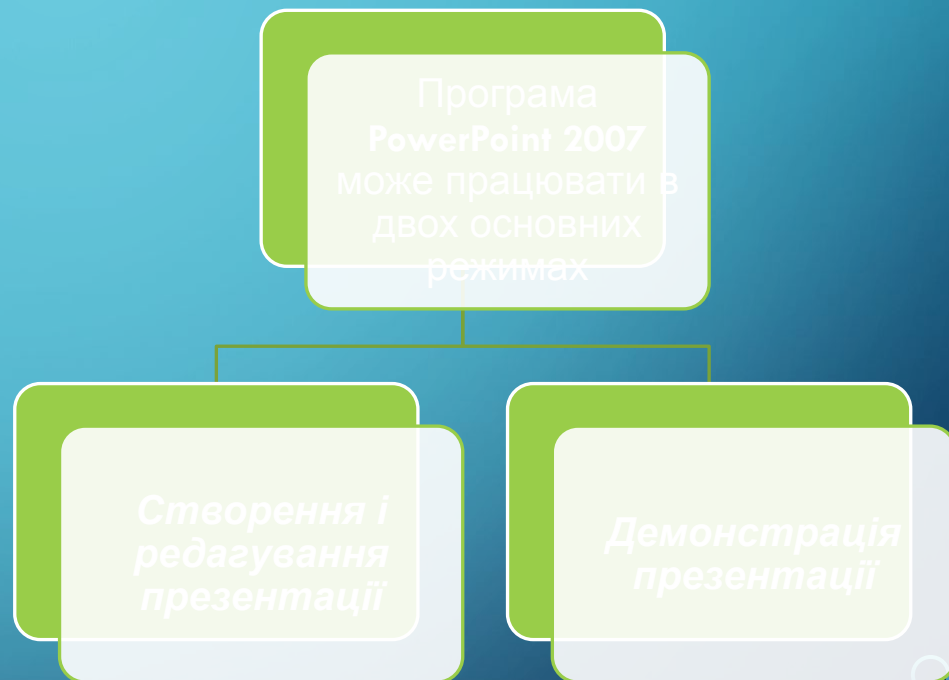 Програма
PowerPoint 2007
може працювати в
двох основних
режимах
Створення і
редагування
презентації
Демонстрація
презентації